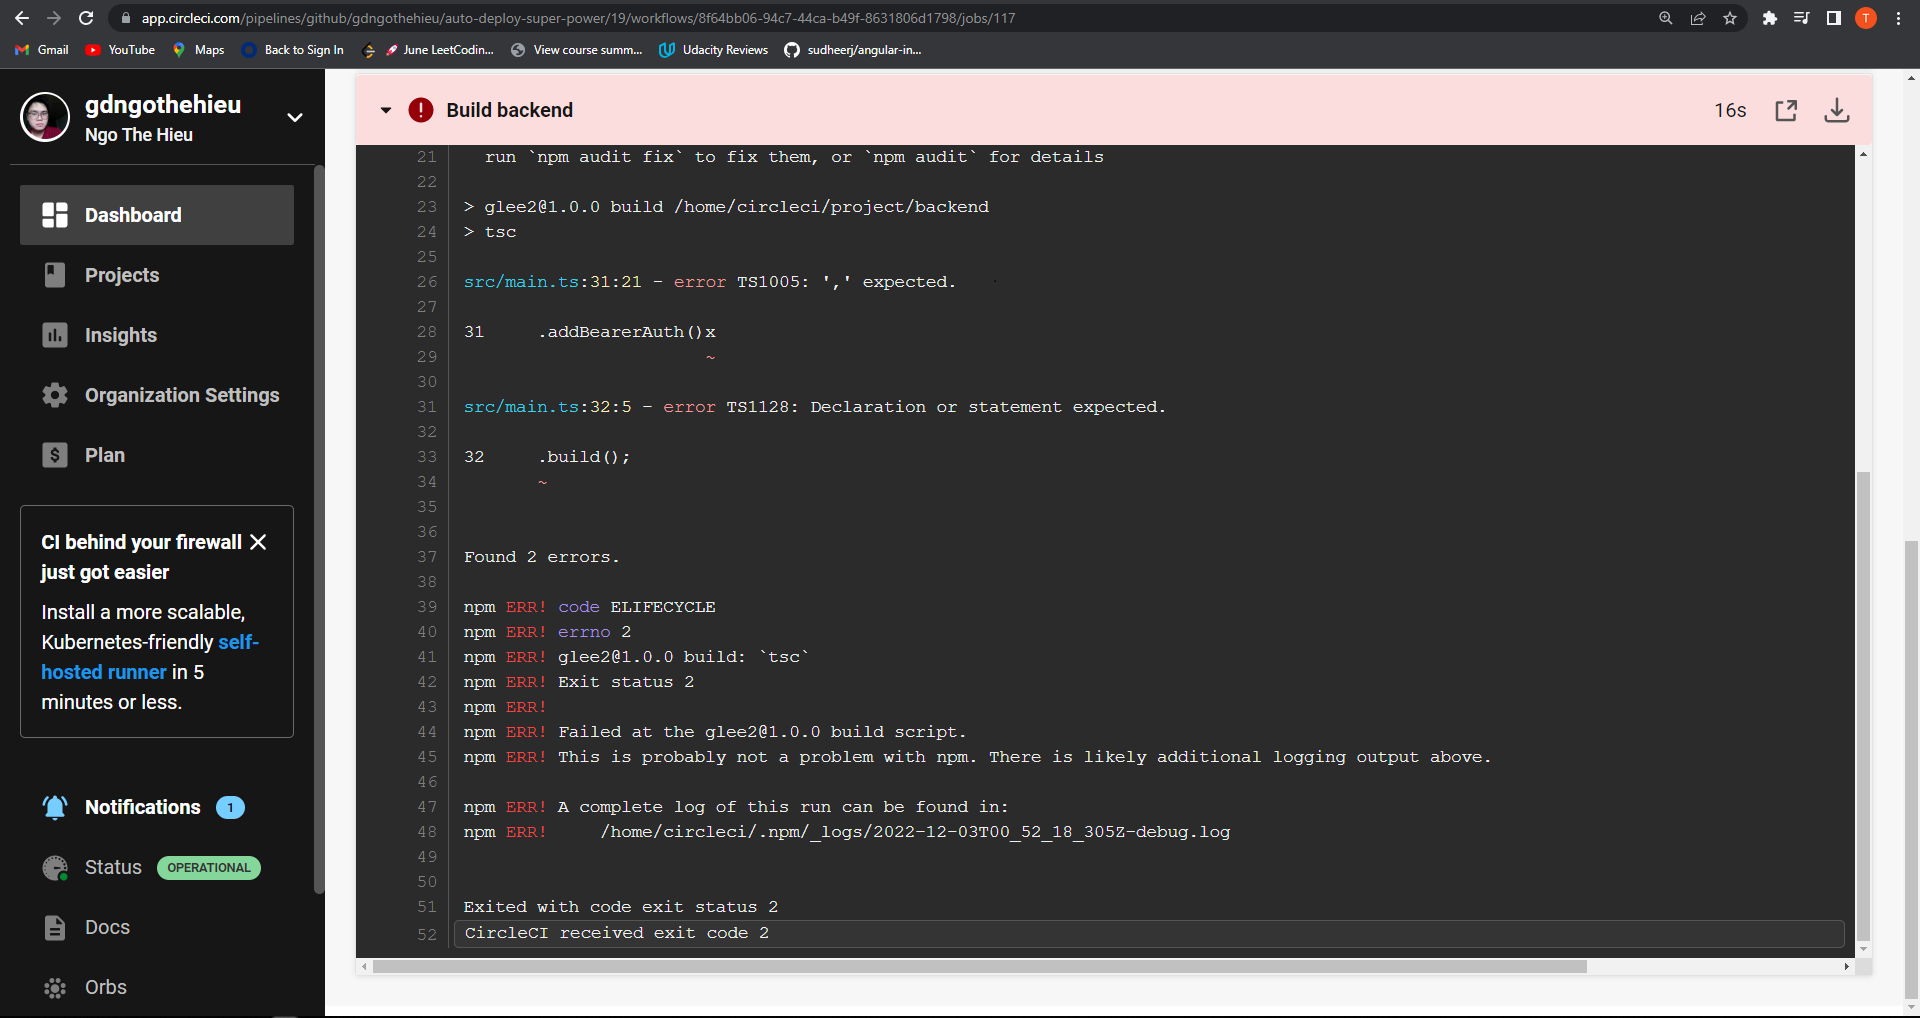 app.circleci.com/pipelines/github/gdngothehieu/auto-deploy-super-power/19/workflows/8f64bb06-94c7-44ca-b49f-8631806d1798/jobs/117
T
Gmail
YouTube
Maps
Back to Sign In
June LeetCodin...
View course summ...
Udacity Reviews
sudheerj/angular-in...
gdngothehieu
Ngo The Hieu
Dashboard
Projects
Insights
Organization Settings
Plan
CI behind your firewall
just got easier
Install a more scalable,
Kubernetes-friendly self-
hosted runner in 5
minutes or less.
Notifications 1
Status OPERATIONAL
Docs
Orbs
Build backend
16s
21 run `npm audit fix` to fix them, or `npm audit` for details
22
23 > glee2@1.0.0 build /home/circleci/project/backend
24 > tsc
25
26 src/main.ts:31:21 - error TS1005: ',' expected.
27
28 31 .addBearerAuth()x
29 ~
30
31 src/main.ts:32:5 - error TS1128: Declaration or statement expected.
32
33 32 .build();
34 ~
35
36
37 Found 2 errors.
38
39 npm ERR! code ELIFECYCLE
40 npm ERR! errno 2
41 npm ERR! glee2@1.0.0 build: `tsc`
42 npm ERR! Exit status 2
43 npm ERR!
44 npm ERR! Failed at the glee2@1.0.0 build script.
45 npm ERR! This is probably not a problem with npm. There is likely additional logging output above.
46
47 npm ERR! A complete log of this run can be found in:
48 npm ERR! /home/circleci/.npm/_logs/2022-12-03T00_52_18_305Z-debug.log
49
50
51 Exited with code exit status 2
52 CircleCI received exit code 2